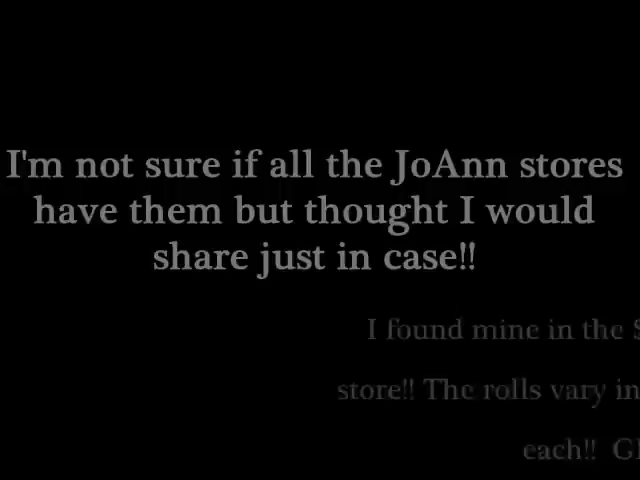 I'm not sure if all the JoAnn stores
have them but thought I would
share just in case!!
I found mine in the
store!! The rolls vary in
each!!